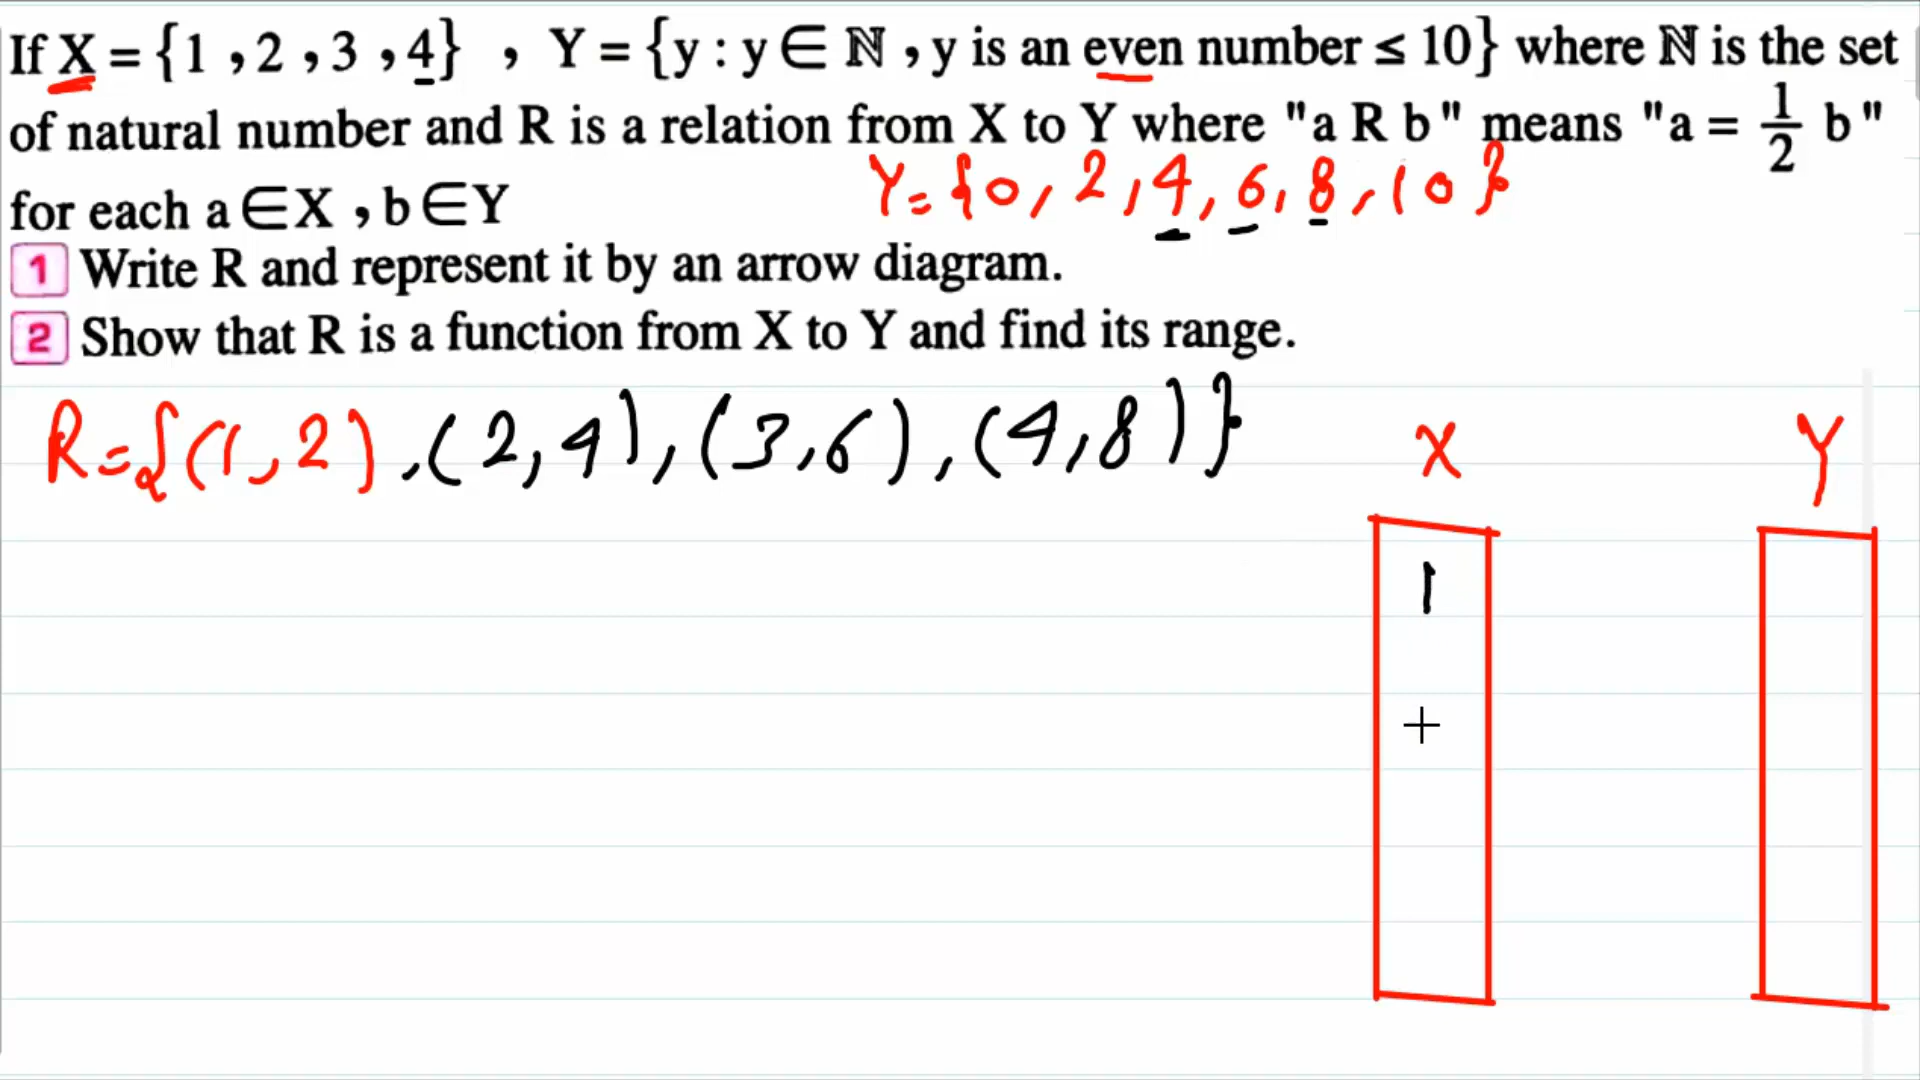 If X = {1 , 2 , 3 , 4} , Y = {y : y ∈ ℕ , y is an even number ≤ 10} where ℕ is the set
of natural number and R is a relation from X to Y where "a R b" means "a = 1/2 b"
for each a ∈ X , b ∈ Y
Y = {0, 2, 4, 6, 8, 10}
1 Write R and represent it by an arrow diagram.
2 Show that R is a function from X to Y and find its range.
R = {(1,2), (2,4), (3,6), (4,8)}
X Y
1